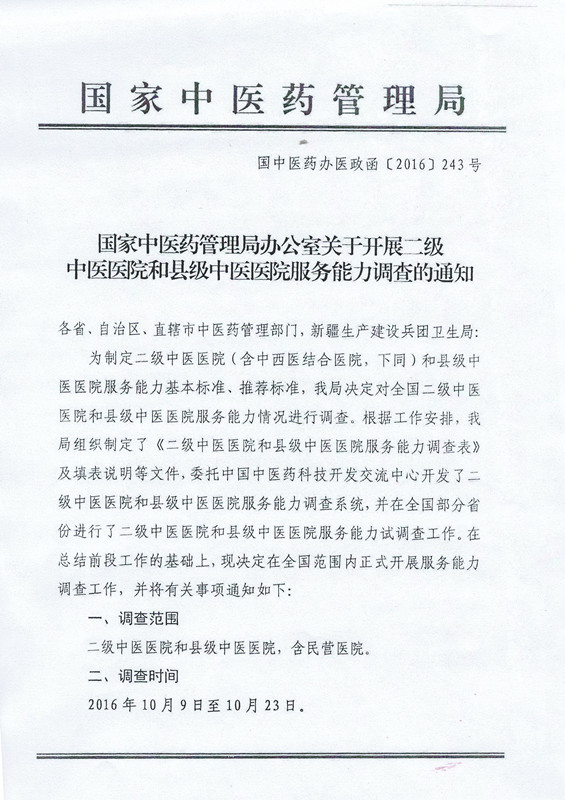 国家中医药管理局
国中医药办医政函〔2016〕243号
国家中医药管理局办公室关于开展二级
中医医院和县级中医医院服务能力调查的通知
各省、自治区、直辖市中医药管理部门，新疆生产建设兵团卫生局：
为制定二级中医医院（含中西医结合医院，下同）和县级中
医医院服务能力基本标准、推荐标准，我局决定对全国二级中医
医院和县级中医医院服务能力情况进行调查。根据工作安排，我
局组织制定了《二级中医医院和县级中医医院服务能力调查表》
及填表说明等文件，委托中国中医药科技开发交流中心开发了二
级中医医院和县级中医医院服务能力调查系统，并在全国部分省
份进行了二级中医医院和县级中医医院服务能力试调查工作。在
总结前段工作的基础上，现决定在全国范围内正式开展服务能力
调查工作，并将有关事项通知如下：
一、调查范围
二级中医医院和县级中医医院，含民营医院。
二、调查时间
2016年10月9日至10月23日。